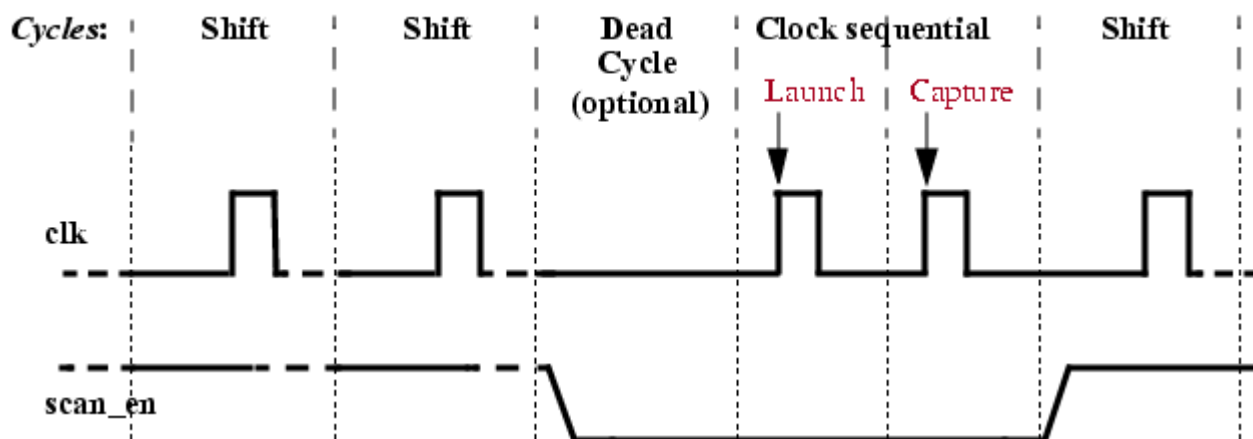 Cycles: Shift Shift Dead Clock sequential Shift
Cycle
(optional)
Launch Capture
clk
scan_en